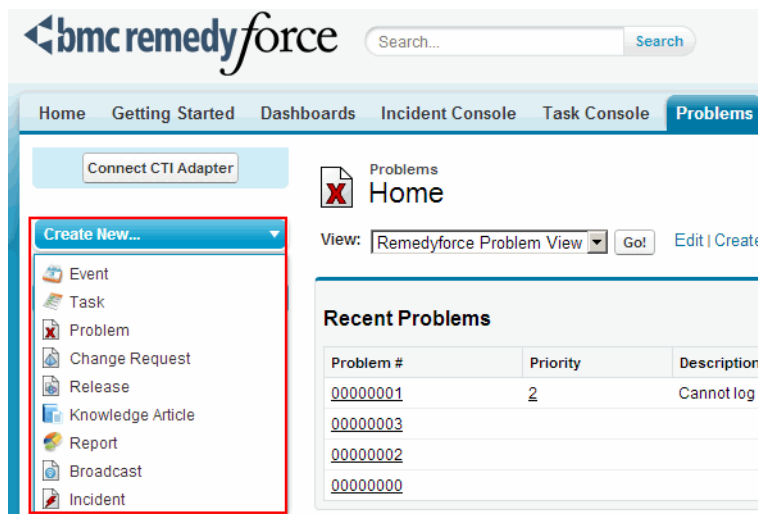 bmc remedyforce
Search... Search
Home Getting Started Dashboards Incident Console Task Console Problems
Connect CTI Adapter
Problems
Home
Create New...
View: Remedyforce Problem View Go! Edit | Create
Event
Task
Problem
Change Request
Release
Knowledge Article
Report
Broadcast
Incident
Recent Problems
Problem # Priority Description
00000001 2 Cannot log
00000003
00000002
00000000